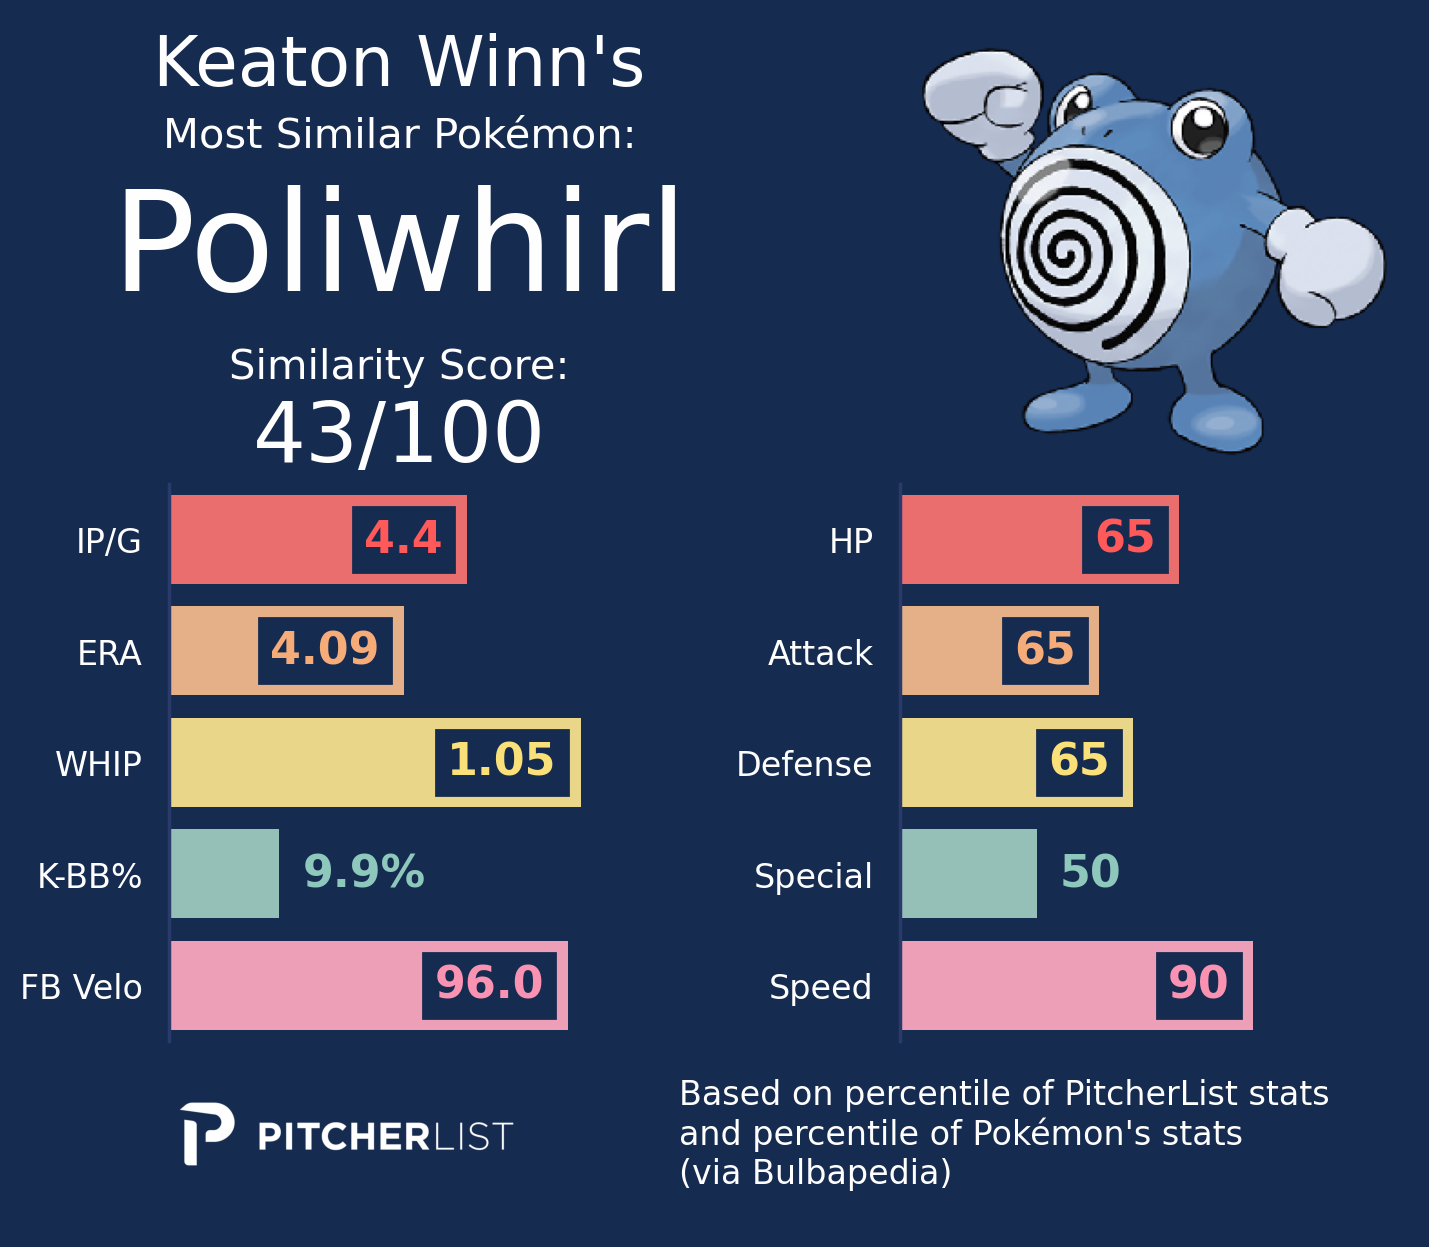 Keaton Winn's
Most Similar Pokémon:
Poliwhirl
Similarity Score:
43/100
IP/G 4.4
ERA 4.09
WHIP 1.05
K-BB% 9.9%
FB Velo 96.0
HP 65
Attack 65
Defense 65
Special 50
Speed 90
PITCHERLIST
Based on percentile of PitcherList stats
and percentile of Pokémon's stats
(via Bulbapedia)